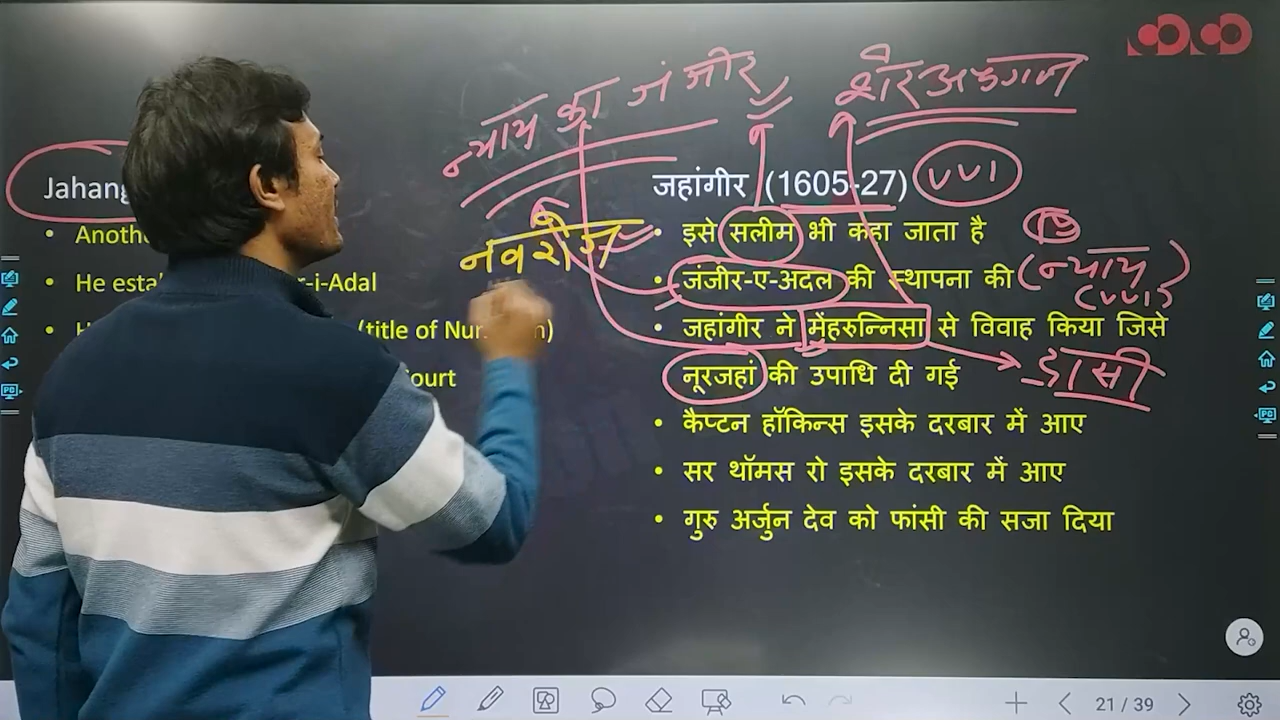 न्याय का जंजीर
शेर अफगान
Jahang
जहांगीर (1605-27)
VVI
• Anoth
नवरोज
• इसे सलीम भी कहा जाता है
• He esta r-i-Adal
• जंजीर-ए-अदल की स्थापना की
(न्याय)
(VVI)
• H (title of Nur n)
• जहांगीर ने मेंहरुन्निसा से विवाह किया जिसे
ourt
नूरजहां की उपाधि दी गई
दासी
• कैप्टन हॉकिन्स इसके दरबार में आए
• सर थॉमस रो इसके दरबार में आए
• गुरु अर्जुन देव को फांसी की सजा दिया
21 / 39